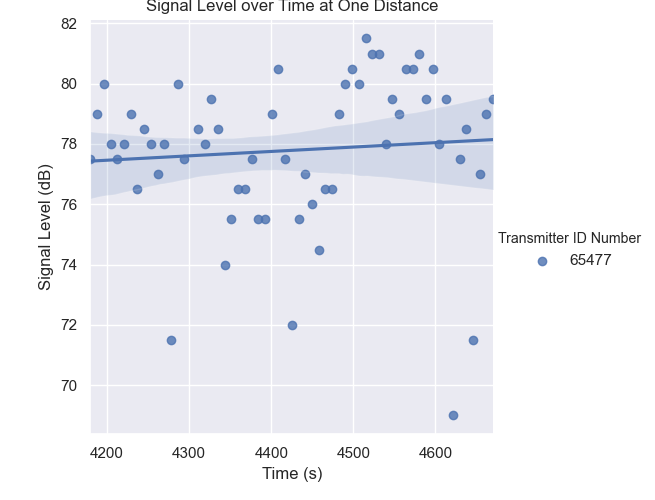 Signal Level over Time at One Distance
82
80
78
76
74
72
70
Signal Level (dB)
4200 4300 4400 4500 4600
Time (s)
Transmitter ID Number
65477